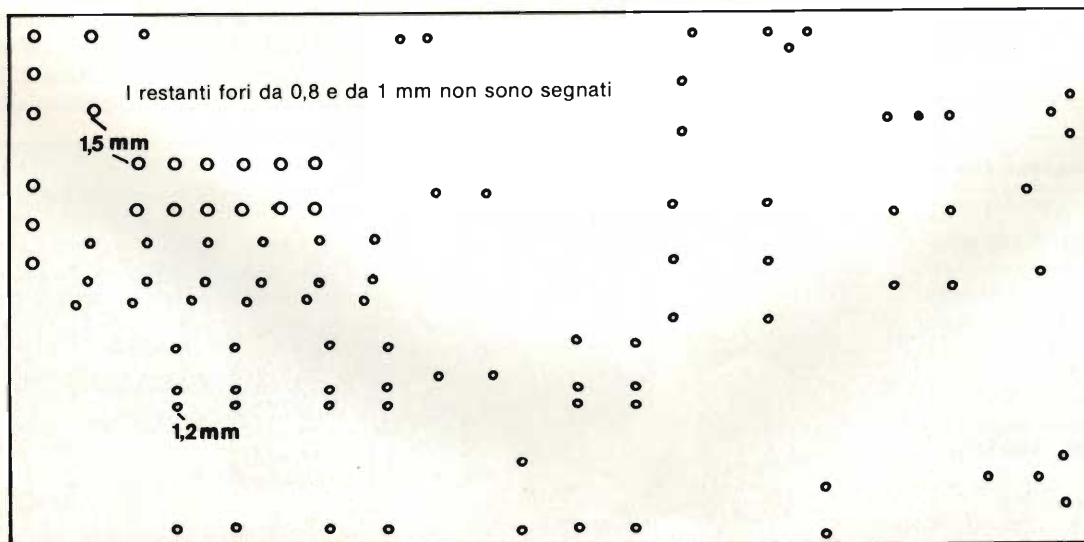 I restanti fori da 0,8 e da 1 mm non sono segnati
1,5 mm
1,2mm